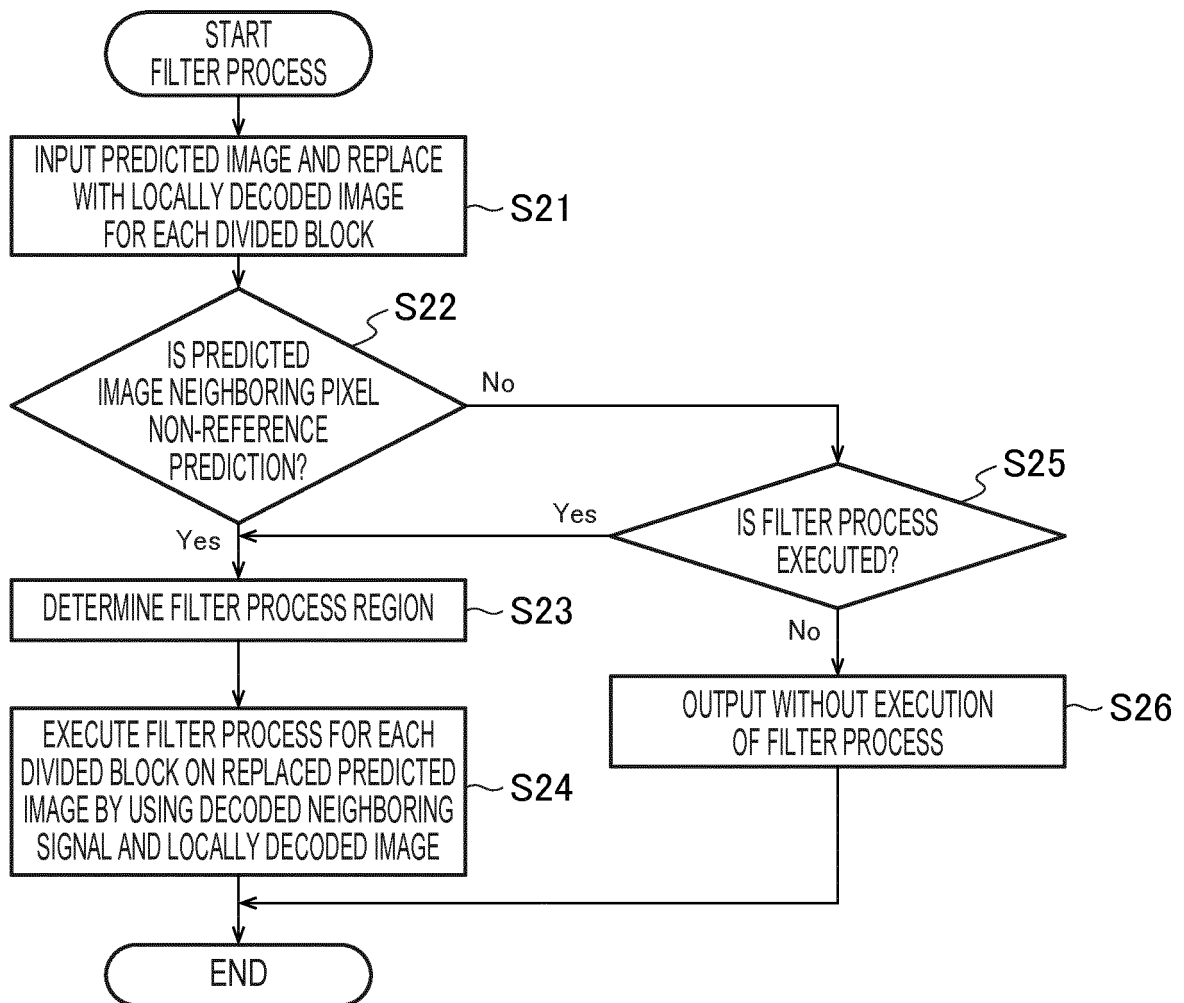 START
FILTER PROCESS
INPUT PREDICTED IMAGE AND REPLACE
WITH LOCALLY DECODED IMAGE
FOR EACH DIVIDED BLOCK
S21
S22
IS PREDICTED
IMAGE NEIGHBORING PIXEL
NON-REFERENCE
PREDICTION?
No
Yes
S25
IS FILTER PROCESS
EXECUTED?
Yes
No
DETERMINE FILTER PROCESS REGION
S23
EXECUTE FILTER PROCESS FOR EACH
DIVIDED BLOCK ON REPLACED PREDICTED
IMAGE BY USING DECODED NEIGHBORING
SIGNAL AND LOCALLY DECODED IMAGE
S24
OUTPUT WITHOUT EXECUTION
OF FILTER PROCESS
S26
END